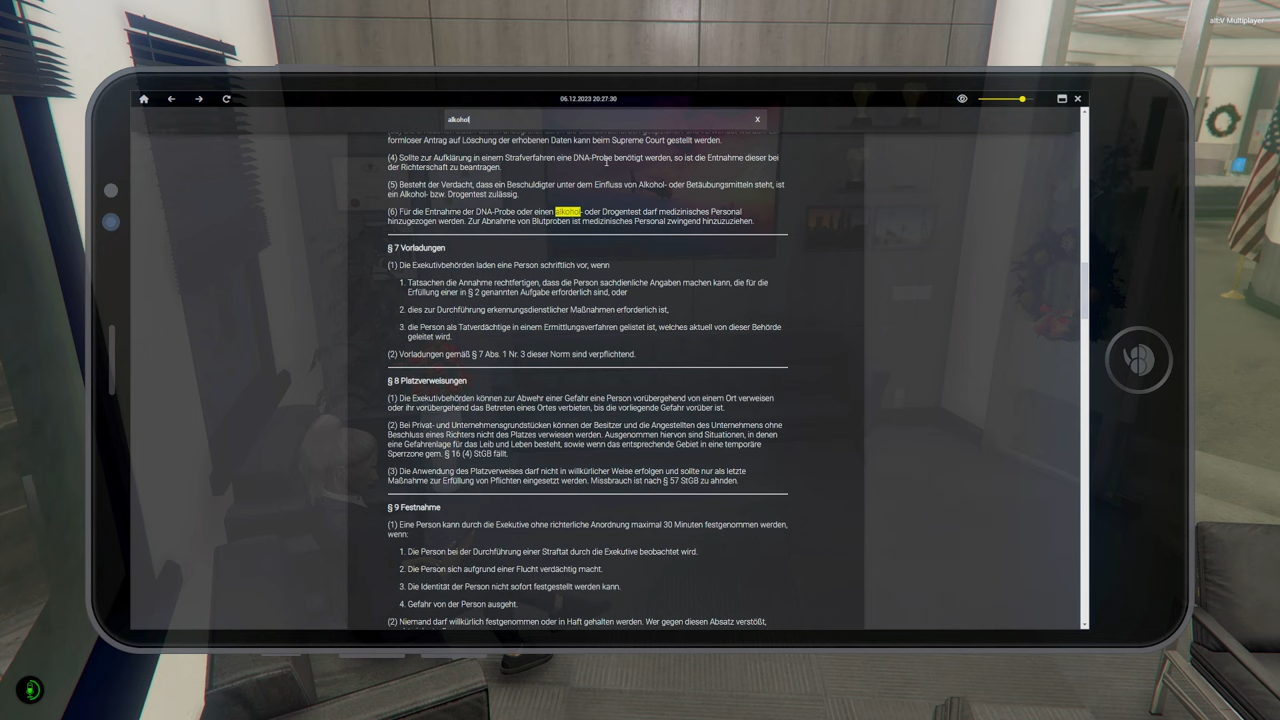 alt:V Multiplayer
06.12.2023 20:27:30
alkohol
X
formloser Antrag auf Löschung der erhobenen Daten kann beim Supreme Court gestellt werden.
(4) Sollte zur Aufklärung in einem Strafverfahren eine DNA-Probe benötigt werden, so ist die Entnahme dieser bei
der Richterschaft zu beantragen.
(5) Besteht der Verdacht, dass ein Beschuldigter unter dem Einfluss von Alkohol- oder Betäubungsmitteln steht, ist
ein Alkohol- bzw. Drogentest zulässig.
(6) Für die Entnahme der DNA-Probe oder einen alkohol- oder Drogentest darf medizinisches Personal
hinzugezogen werden. Zur Abnahme von Blutproben ist medizinisches Personal zwingend hinzuzuziehen.
§ 7 Vorladungen
(1) Die Exekutivbehörden laden eine Person schriftlich vor, wenn
1. Tatsachen die Annahme rechtfertigen, dass die Person sachdienliche Angaben machen kann, die für die
Erfüllung einer in § 2 genannten Aufgabe erforderlich sind, oder
2. dies zur Durchführung erkennungsdienstlicher Maßnahmen erforderlich ist,
3. die Person als Tatverdächtige in einem Ermittlungsverfahren gelistet ist, welches aktuell von dieser Behörde
geleitet wird.
(2) Vorladungen gemäß § 7 Abs. 1 Nr. 3 dieser Norm sind verpflichtend.
§ 8 Platzverweisungen
(1) Die Exekutivbehörden können zur Abwehr einer Gefahr eine Person vorübergehend von einem Ort verweisen
oder ihr vorübergehend das Betreten eines Ortes verbieten, bis die vorliegende Gefahr vorüber ist.
(2) Bei Privat- und Unternehmensgrundstücken können der Besitzer und die Angestellten des Unternehmens ohne
Beschluss eines Richters nicht des Platzes verwiesen werden. Ausgenommen hiervon sind Situationen, in denen
eine Gefahrenlage für das Leib und Leben besteht, sowie wenn das entsprechende Gebiet in eine temporäre
Sperrzone gem. § 16 (4) StGB fällt.
(3) Die Anwendung des Platzverweises darf nicht in willkürlicher Weise erfolgen und sollte nur als letzte
Maßnahme zur Erfüllung von Pflichten eingesetzt werden. Missbrauch ist nach § 57 StGB zu ahnden.
§ 9 Festnahme
(1) Eine Person kann durch die Exekutive ohne richterliche Anordnung maximal 30 Minuten festgenommen werden,
wenn:
1. Die Person bei der Durchführung einer Straftat durch die Exekutive beobachtet wird.
2. Die Person sich aufgrund einer Flucht verdächtig macht.
3. Die Identität der Person nicht sofort festgestellt werden kann.
4. Gefahr von der Person ausgeht.
(2) Niemand darf willkürlich festgenommen oder in Haft gehalten werden. Wer gegen diesen Absatz verstößt,